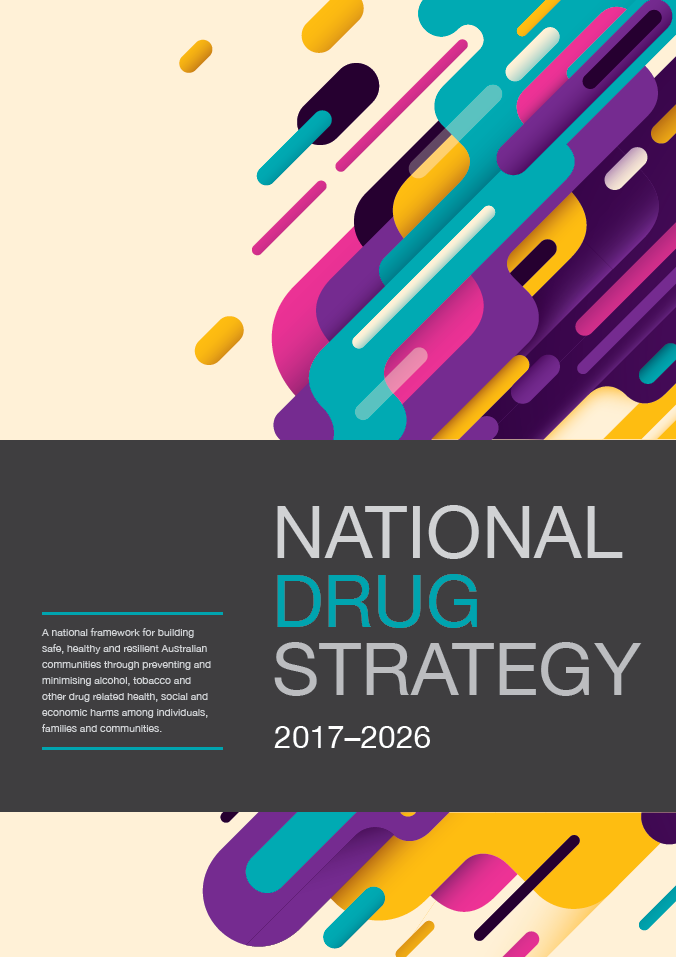 NATIONAL
DRUG
STRATEGY
2017–2026
A national framework for building
safe, healthy and resilient Australian
communities through preventing and
minimising alcohol, tobacco and
other drug related health, social and
economic harms among individuals,
families and communities.